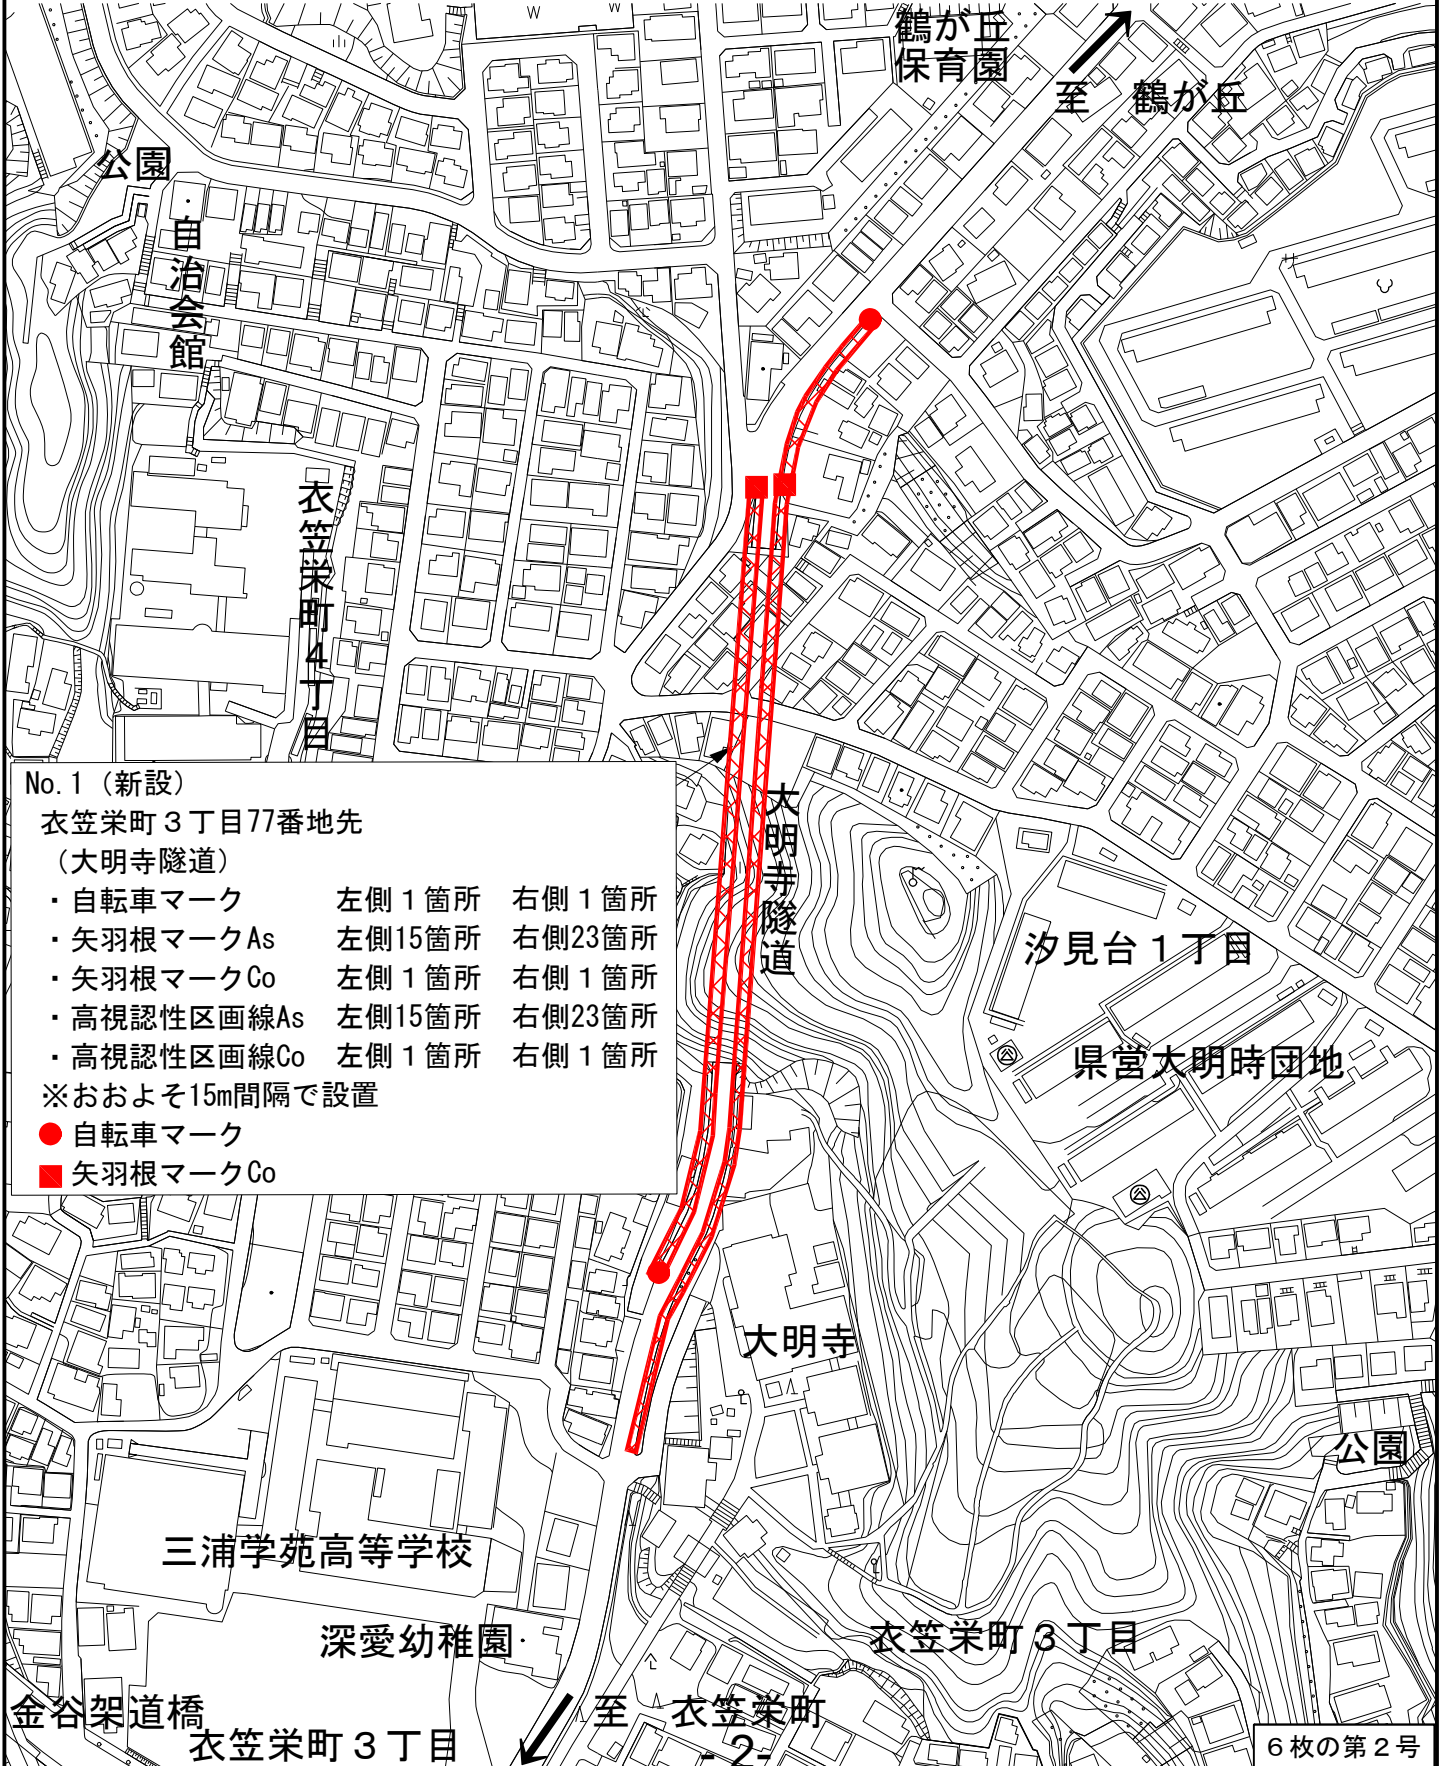 鶴が丘
保育園
至　鶴が丘
公園
自治会館
衣笠栄町4丁目
No.1（新設）
衣笠栄町３丁目77番地先
（大明寺隧道）
・自転車マーク　左側１箇所　右側１箇所
・矢羽根マークAs　左側15箇所　右側23箇所
・矢羽根マークCo　左側１箇所　右側１箇所
・高視認性区画線As　左側15箇所　右側23箇所
・高視認性区画線Co　左側１箇所　右側１箇所
※おおよそ15m間隔で設置
自転車マーク
矢羽根マークCo
大明寺隧道
汐見台１丁目
県営大明時団地
大明寺
公園
三浦学苑高等学校
深愛幼稚園
衣笠栄町３丁目
金谷架道橋
至　衣笠栄町
衣笠栄町３丁目
-2-
６枚の第２号